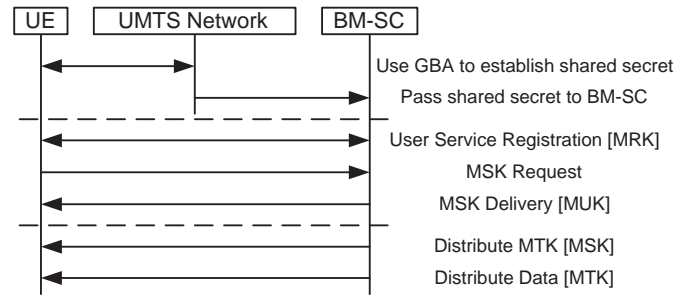 UE
UMTS Network
BM-SC
Use GBA to establish shared secret
Pass shared secret to BM-SC
User Service Registration [MRK]
MSK Request
MSK Delivery [MUK]
Distribute MTK [MSK]
Distribute Data [MTK]